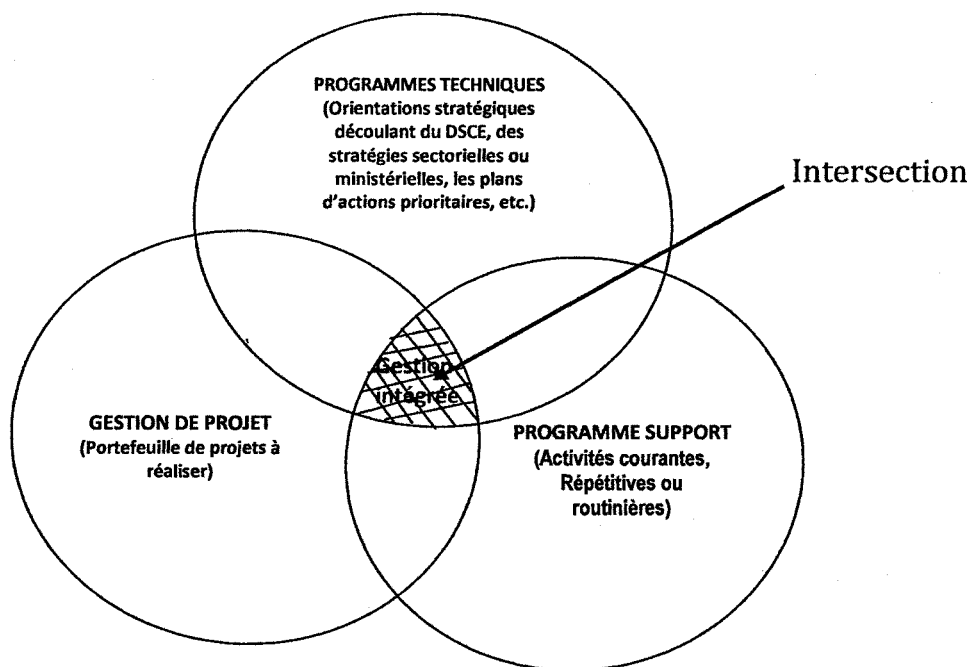 PROGRAMMES TECHNIQUES
(Orientations stratégiques
découlant du DSCE, des
stratégies sectorielles ou
ministérielles, les plans
d'actions prioritaires, etc.)
Intersection
Gestion
intégrée
GESTION DE PROJET
(Portefeuille de projets à
réaliser)
PROGRAMME SUPPORT
(Activités courantes,
Répétitives ou
routinières)